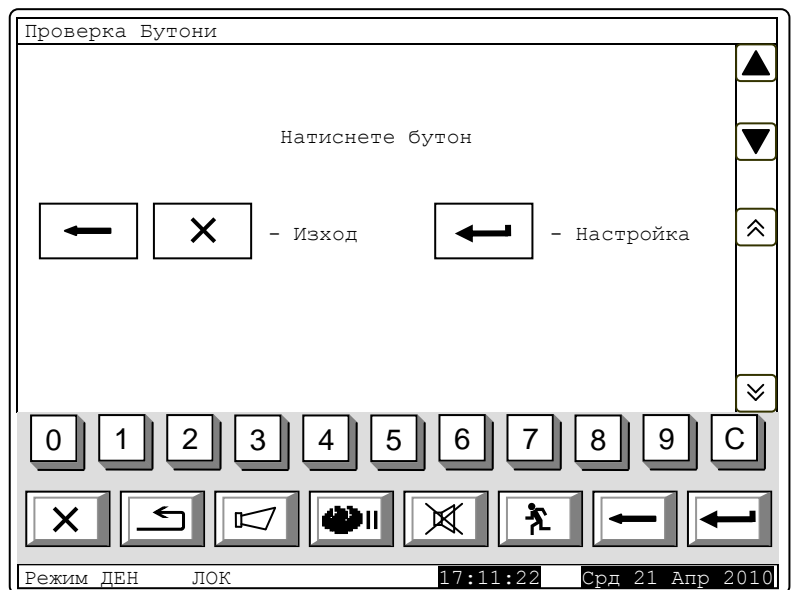 Проверка Бутони
Натиснете бутон
- Изход - Настройка
0 1 2 3 4 5 6 7 8 9 C
Режим ДЕН ЛОК 17:11:22 Срд 21 Апр 2010